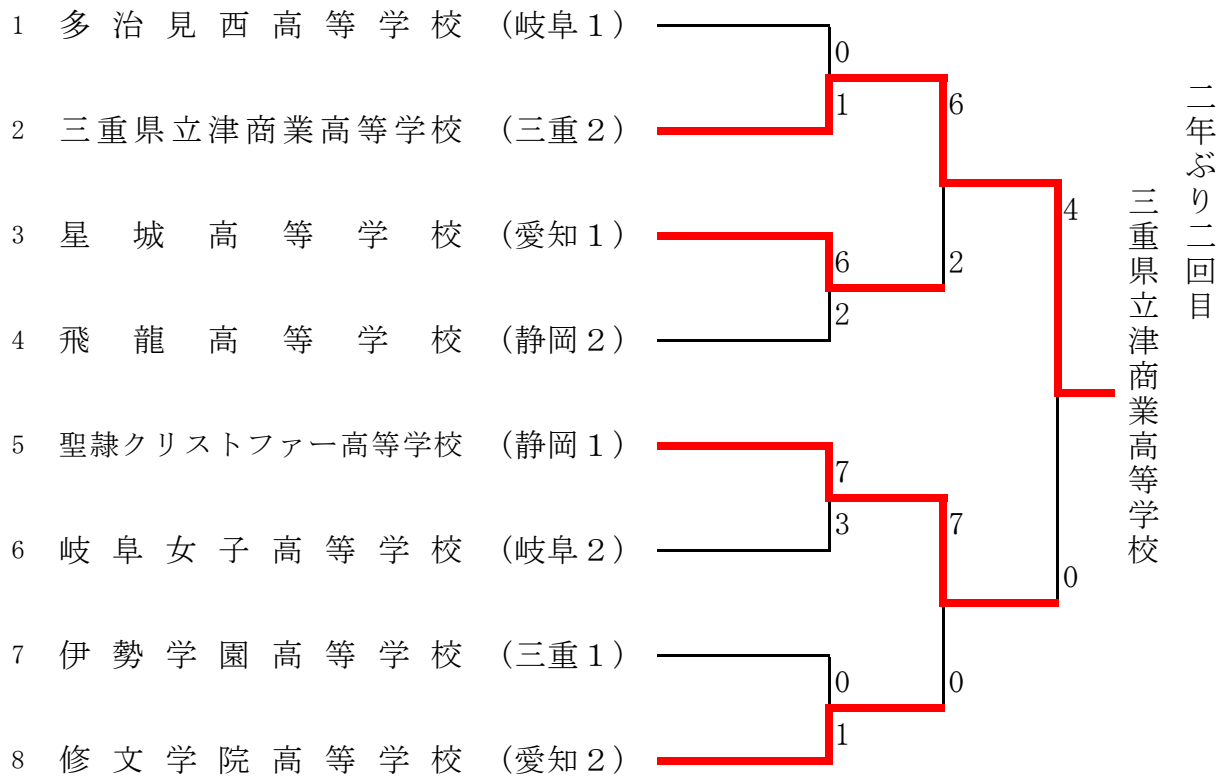 1 多治見西高等学校 (岐阜1)
0
1
6
2 三重県立津商業高等学校 (三重2)
4
3 星城高等学校 (愛知1)
6
2
2
4 飛龍高等学校 (静岡2)
5 聖隷クリストファー高等学校 (静岡1)
7
3
7
6 岐阜女子高等学校 (岐阜2)
0
7 伊勢学園高等学校 (三重1)
0
1
0
8 修文学院高等学校 (愛知2)
二年ぶり二回目
三重県立津商業高等学校